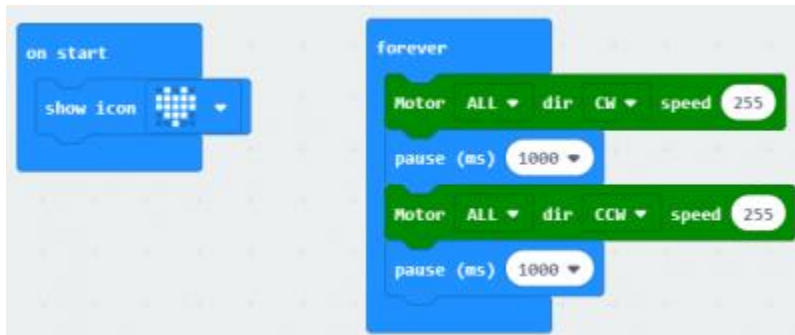 on start
show icon
forever
Motor ALL dir CW speed 255
pause (ms) 1000
Motor ALL dir CCW speed 255
pause (ms) 1000